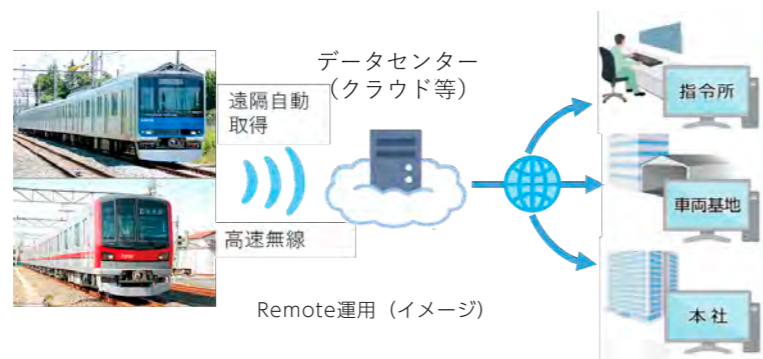 データセンター
（クラウド等）
遠隔自動
取得
高速無線
指令所
車両基地
本社
Remote運用（イメージ）